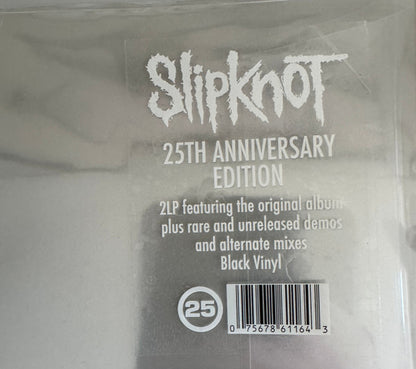 SlipknoT
25TH ANNIVERSARY
EDITION
2LP featuring the original album
plus rare and unreleased demos
and alternate mixes
Black Vinyl
25
0 75678 61164 3